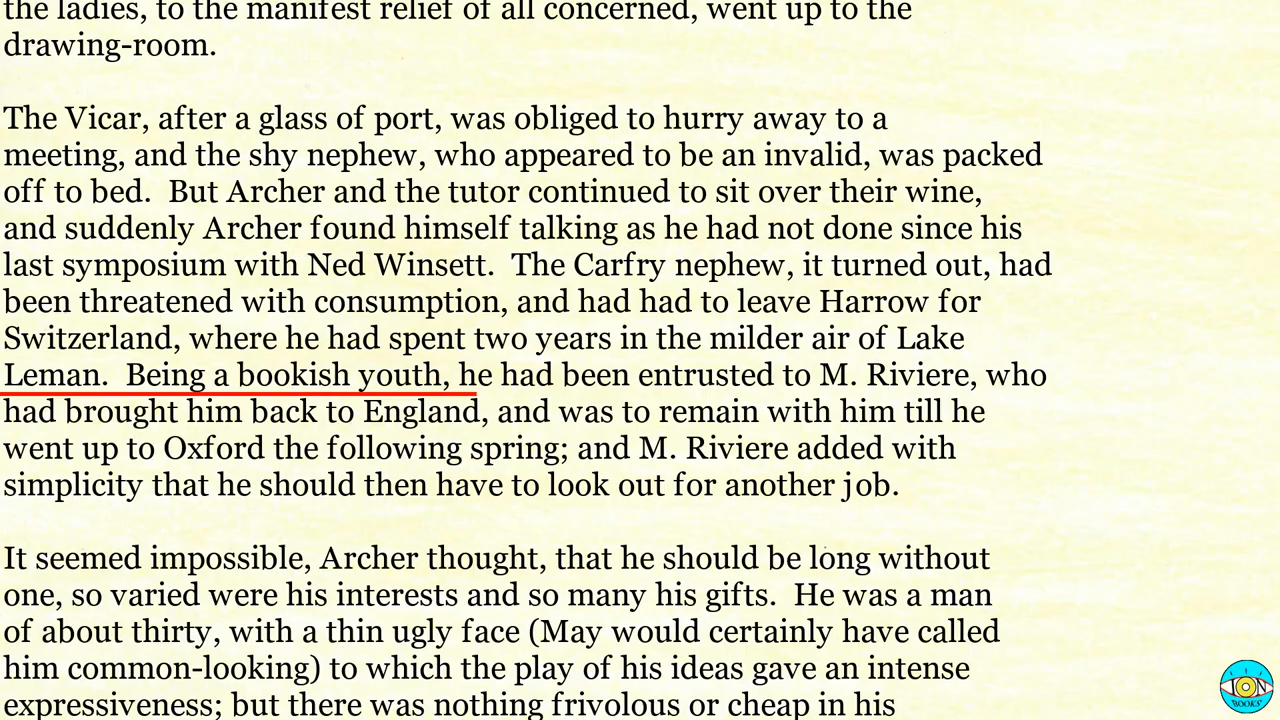 the ladies, to the manifest relief of all concerned, went up to the
drawing-room.
The Vicar, after a glass of port, was obliged to hurry away to a
meeting, and the shy nephew, who appeared to be an invalid, was packed
off to bed.  But Archer and the tutor continued to sit over their wine,
and suddenly Archer found himself talking as he had not done since his
last symposium with Ned Winsett.  The Carfry nephew, it turned out, had
been threatened with consumption, and had had to leave Harrow for
Switzerland, where he had spent two years in the milder air of Lake
Leman.  Being a bookish youth, he had been entrusted to M. Riviere, who
had brought him back to England, and was to remain with him till he
went up to Oxford the following spring; and M. Riviere added with
simplicity that he should then have to look out for another job.
It seemed impossible, Archer thought, that he should be long without
one, so varied were his interests and so many his gifts.  He was a man
of about thirty, with a thin ugly face (May would certainly have called
him common-looking) to which the play of his ideas gave an intense
expressiveness; but there was nothing frivolous or cheap in his
ION
BOOKS